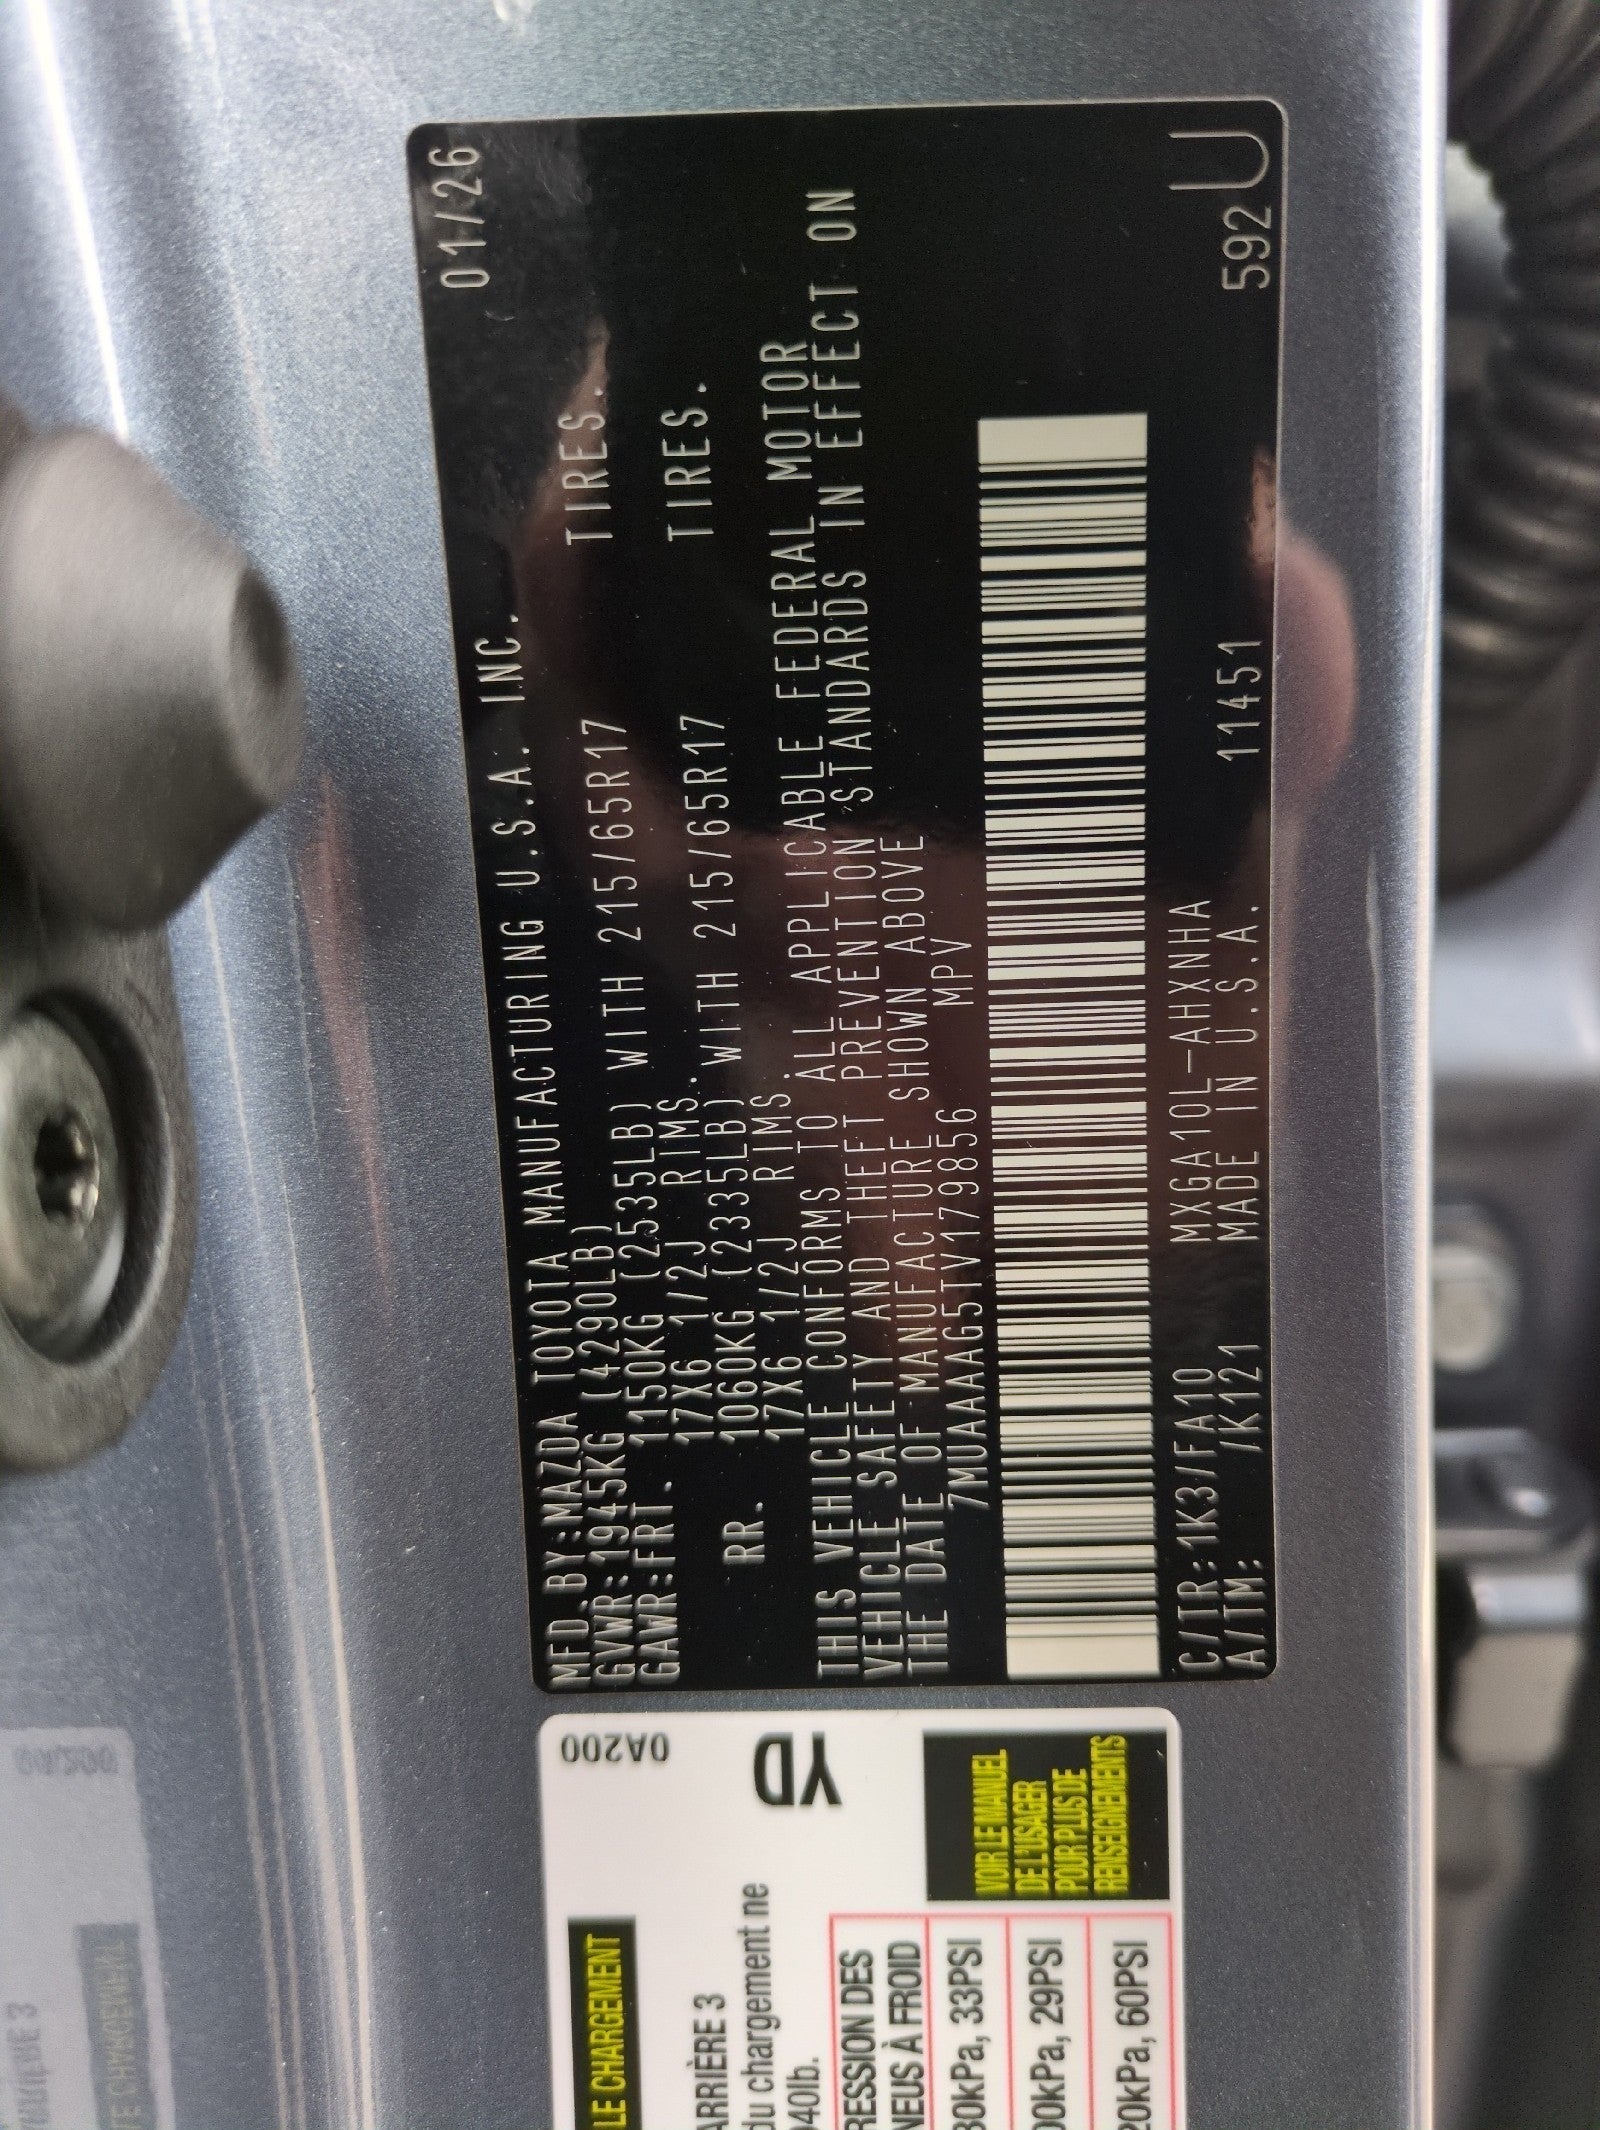 01/26
MFD.BY:MAZDA TOYOTA MANUFACTURING U.S.A. INC.
GVWR:1945KG (4290LB)
GAWR:FRT. 1150KG (2535LB) WITH 215/65R17 TIRES.
17X6 1/2J RIMS.
RR. 1060KG (2335LB) WITH 215/65R17 TIRES.
17X6 1/2J RIMS.
THIS VEHICLE CONFORMS TO ALL APPLICABLE FEDERAL MOTOR
VEHICLE SAFETY AND THEFT PREVENTION STANDARDS IN EFFECT ON
THE DATE OF MANUFACTURE SHOWN ABOVE
7MUAAAAG5TV179856 MPV
C/TR:1K3/FA10 MXGA10L-AHXNHA
A/TM: /K121 MADE IN U.S.A. 11451 592 U
0A200
YD
LE CHARGEMENT
ARRIÈRE 3
du chargement ne
VOIR LE MANUEL
DE L'USAGER
POUR PLUS DE
RENSEIGNEMENTS
RESSION DES
NEUS À FROID
30kPa, 33PSI
00kPa, 29PSI
20kPa, 60PSI